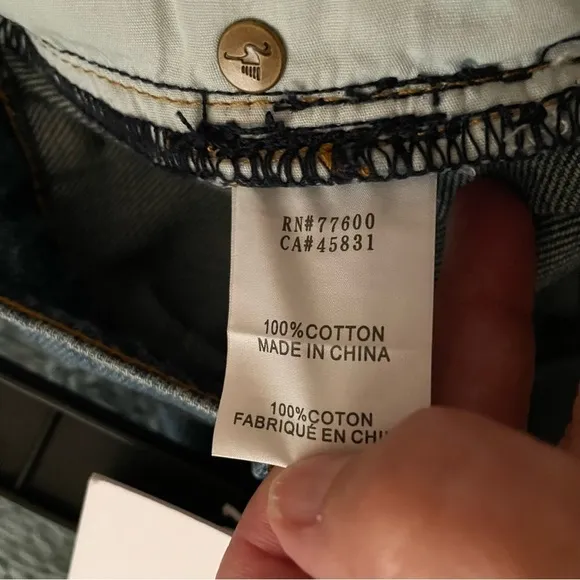 RN#77600
CA#45831
100%COTTON
MADE IN CHINA
100%COTON
FABRIQUÉ EN